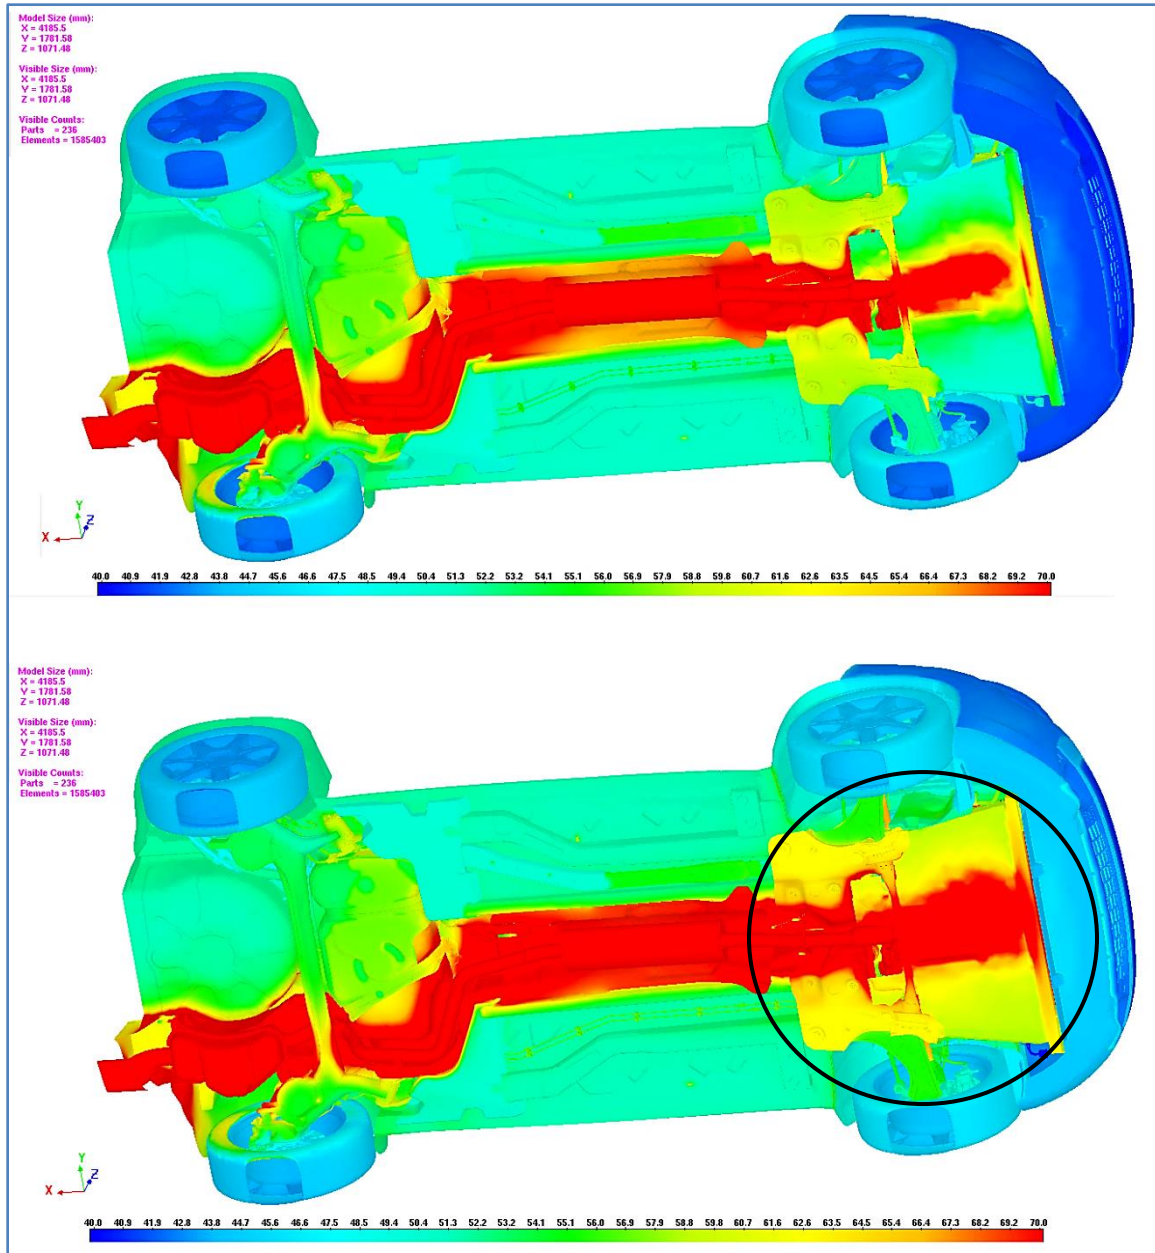 Model Size (mm):
X = 4185.5
Y = 1781.58
Z = 1071.48
Visible Size (mm):
X = 4185.5
Y = 1781.58
Z = 1071.48
Visible Counts:
Parts = 236
Elements = 1585403
Y
Z
X
40.0 40.9 41.9 42.8 43.8 44.7 45.6 46.6 47.5 48.5 49.4 50.4 51.3 52.2 53.2 54.1 55.1 56.0 56.9 57.9 58.8 59.8 60.7 61.6 62.6 63.5 64.5 65.4 66.4 67.3 68.2 69.2 70.0
Model Size (mm):
X = 4185.5
Y = 1781.58
Z = 1071.48
Visible Size (mm):
X = 4185.5
Y = 1781.58
Z = 1071.48
Visible Counts:
Parts = 236
Elements = 1585403
Y
Z
X
40.0 40.9 41.9 42.8 43.8 44.7 45.6 46.6 47.5 48.5 49.4 50.4 51.3 52.2 53.2 54.1 55.1 56.0 56.9 57.9 58.8 59.8 60.7 61.6 62.6 63.5 64.5 65.4 66.4 67.3 68.2 69.2 70.0